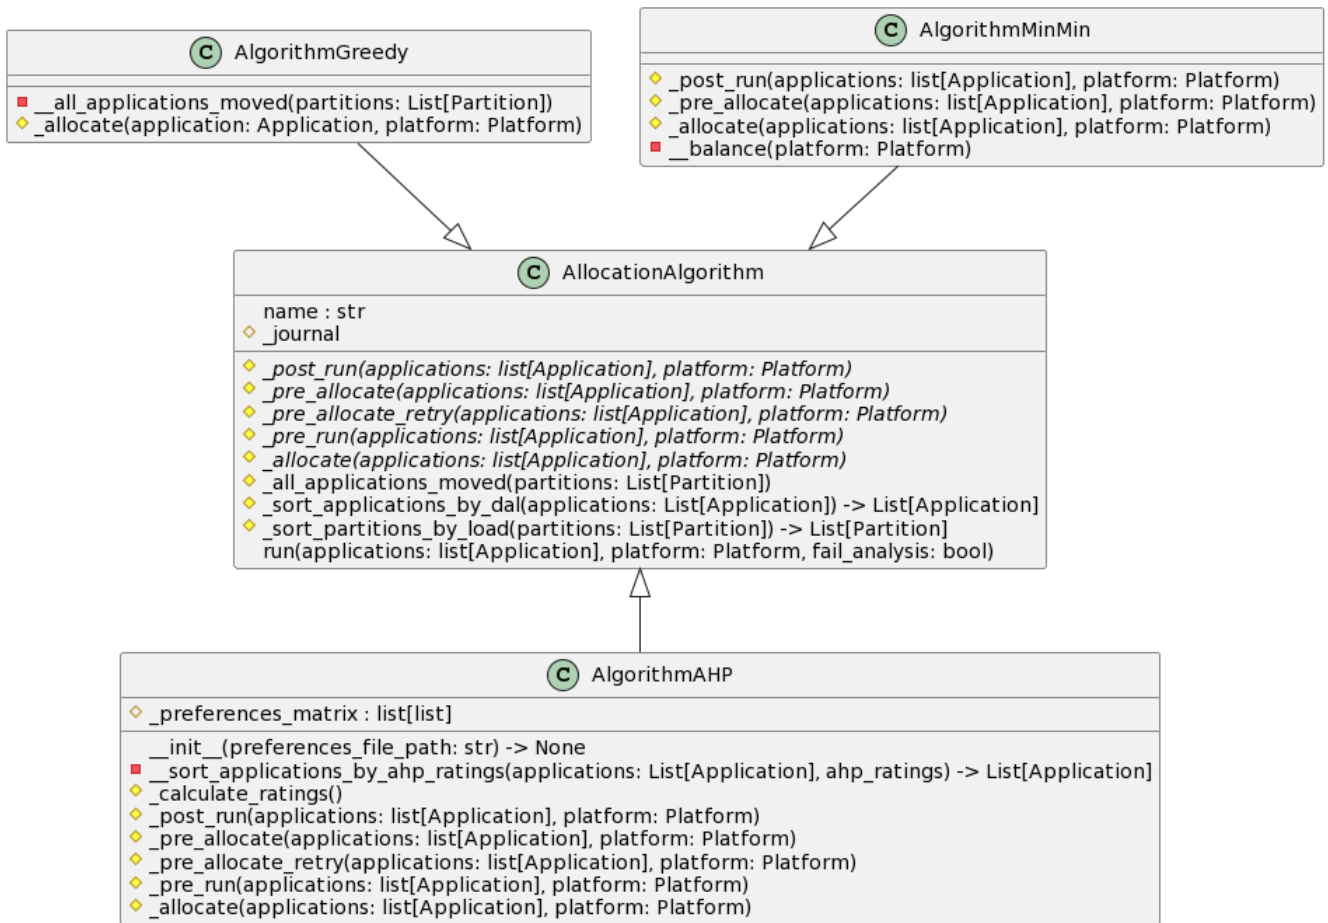 C AlgorithmGreedy
__all_applications_moved(partitions: List[Partition])
_allocate(application: Application, platform: Platform)
C AlgorithmMinMin
_post_run(applications: list[Application], platform: Platform)
_pre_allocate(applications: list[Application], platform: Platform)
_allocate(applications: list[Application], platform: Platform)
__balance(platform: Platform)
C AllocationAlgorithm
name : str
_journal
_post_run(applications: list[Application], platform: Platform)
_pre_allocate(applications: list[Application], platform: Platform)
_pre_allocate_retry(applications: list[Application], platform: Platform)
_pre_run(applications: list[Application], platform: Platform)
_allocate(applications: list[Application], platform: Platform)
_all_applications_moved(partitions: List[Partition])
_sort_applications_by_dal(applications: List[Application]) -> List[Application]
_sort_partitions_by_load(partitions: List[Partition]) -> List[Partition]
run(applications: list[Application], platform: Platform, fail_analysis: bool)
C AlgorithmAHP
_preferences_matrix : list[list]
__init__(preferences_file_path: str) -> None
__sort_applications_by_ahp_ratings(applications: List[Application], ahp_ratings) -> List[Application]
_calculate_ratings()
_post_run(applications: list[Application], platform: Platform)
_pre_allocate(applications: list[Application], platform: Platform)
_pre_allocate_retry(applications: list[Application], platform: Platform)
_pre_run(applications: list[Application], platform: Platform)
_allocate(applications: list[Application], platform: Platform)